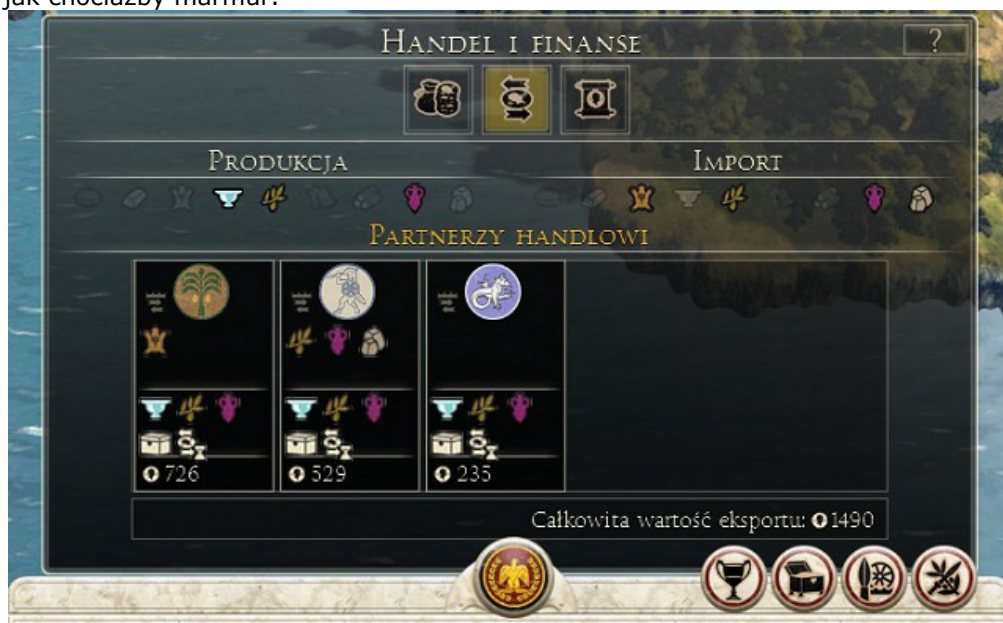 jak chociażby marmur.
HANDEL I FINANSE
?
PRODUKCJA
IMPORT
PARTNERZY HANDLOWI
726
529
235
Całkowita wartość eksportu: 1490